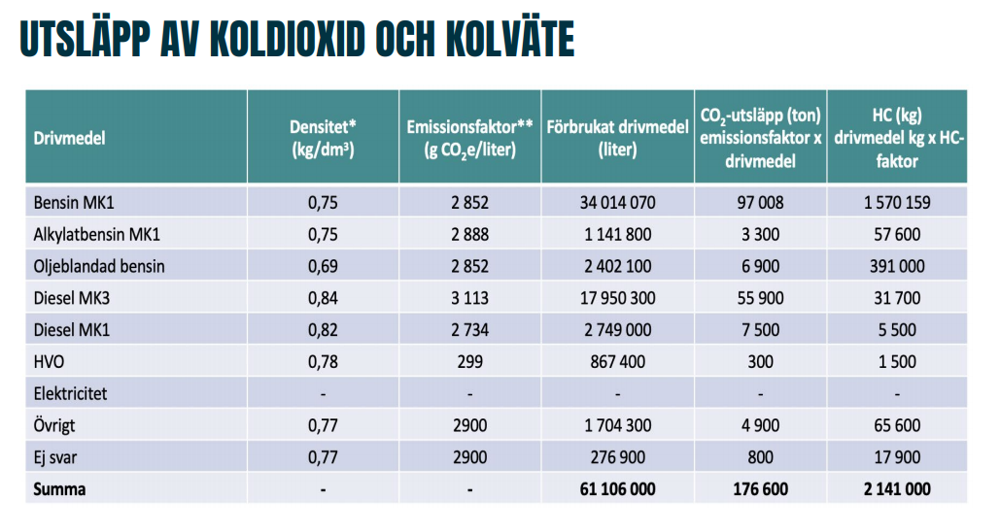 UTSLÄPP AV KOLDIOXID OCH KOLVÄTE
Drivmedel
Densitet*
(kg/dm³)
Emissionsfaktor**
(g CO₂e/liter)
Förbrukat drivmedel
(liter)
CO₂-utsläpp (ton)
emissionsfaktor x
drivmedel
HC (kg)
drivmedel kg x HC-
faktor
Bensin MK1 0,75 2 852 34 014 070 97 008 1 570 159
Alkylatbensin MK1 0,75 2 888 1 141 800 3 300 57 600
Oljeblandad bensin 0,69 2 852 2 402 100 6 900 391 000
Diesel MK3 0,84 3 113 17 950 300 55 900 31 700
Diesel MK1 0,82 2 734 2 749 000 7 500 5 500
HVO 0,78 299 867 400 300 1 500
Elektricitet - - - - -
Övrigt 0,77 2900 1 704 300 4 900 65 600
Ej svar 0,77 2900 276 900 800 17 900
Summa - - 61 106 000 176 600 2 141 000